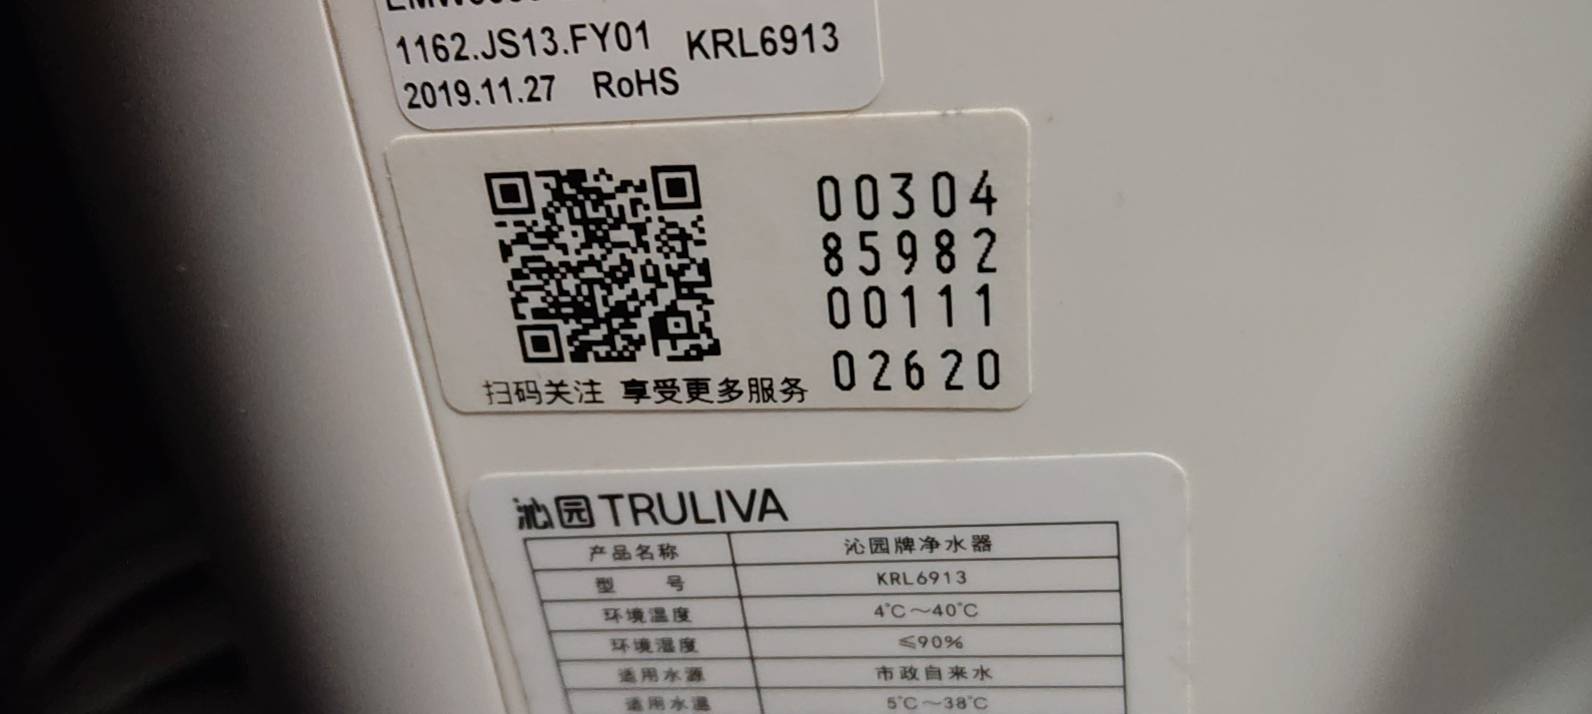 1162.JS13.FY01 KRL6913
2019.11.27 RoHS
00304
85982
00111
02620
扫码关注 享受更多服务
沁园TRULIVA
产品名称 沁园牌净水器
型 号 KRL6913
环境温度 4℃～40℃
环境湿度 ≤90%
适用水源 市政自来水
适用水温 5℃～38℃